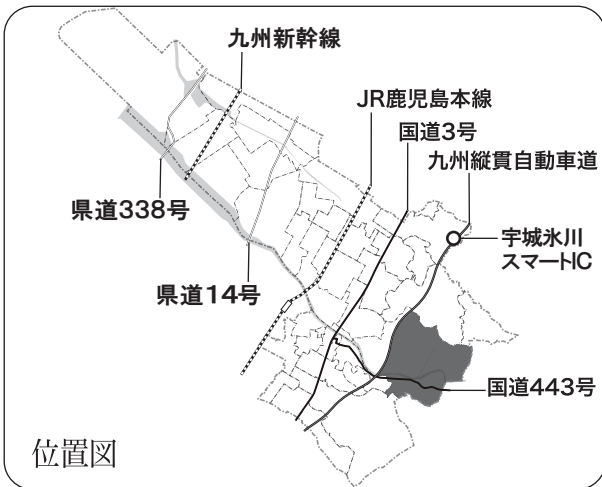 九州新幹線
JR鹿児島本線
国道3号
九州縦貫自動車道
県道338号
宇城氷川
スマートIC
県道14号
国道443号
位置図